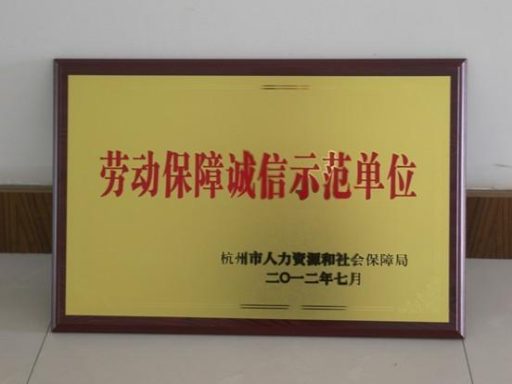 劳动保障诚信示范单位
杭州市人力资源和社会保障局
二〇一二年七月